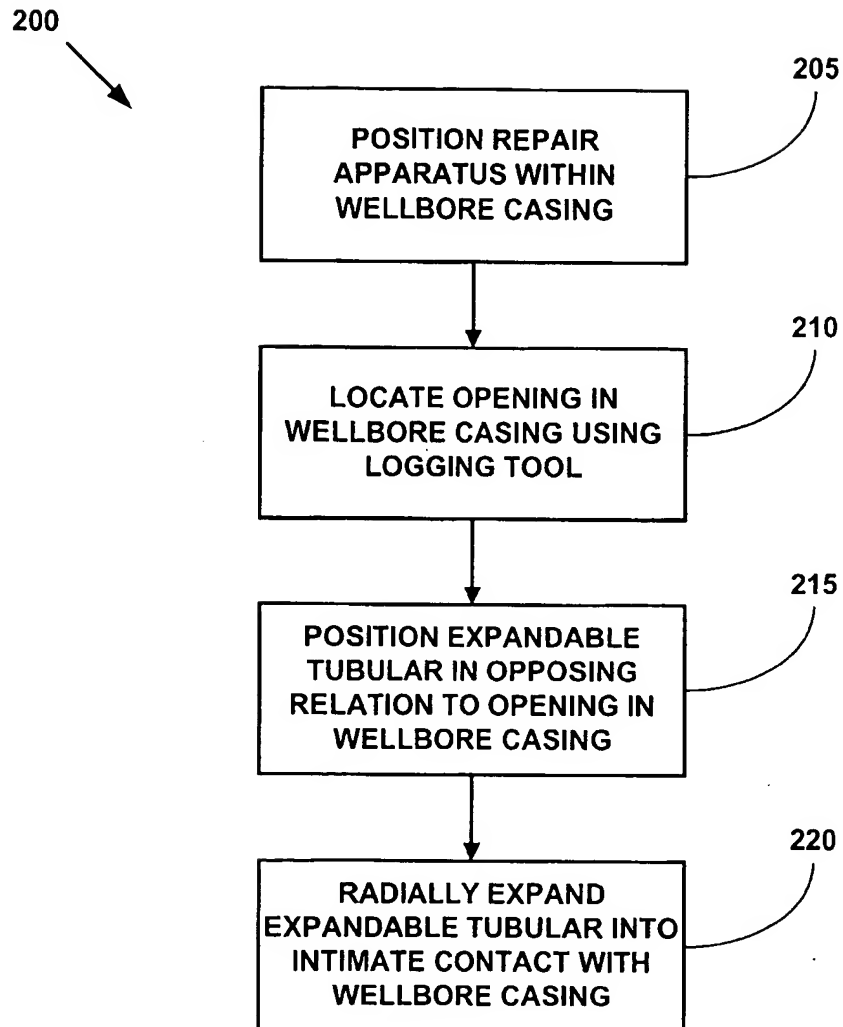 200
205
POSITION REPAIR
APPARATUS WITHIN
WELLBORE CASING
210
LOCATE OPENING IN
WELLBORE CASING USING
LOGGING TOOL
215
POSITION EXPANDABLE
TUBULAR IN OPPOSING
RELATION TO OPENING IN
WELLBORE CASING
220
RADIALLY EXPAND
EXPANDABLE TUBULAR INTO
INTIMATE CONTACT WITH
WELLBORE CASING